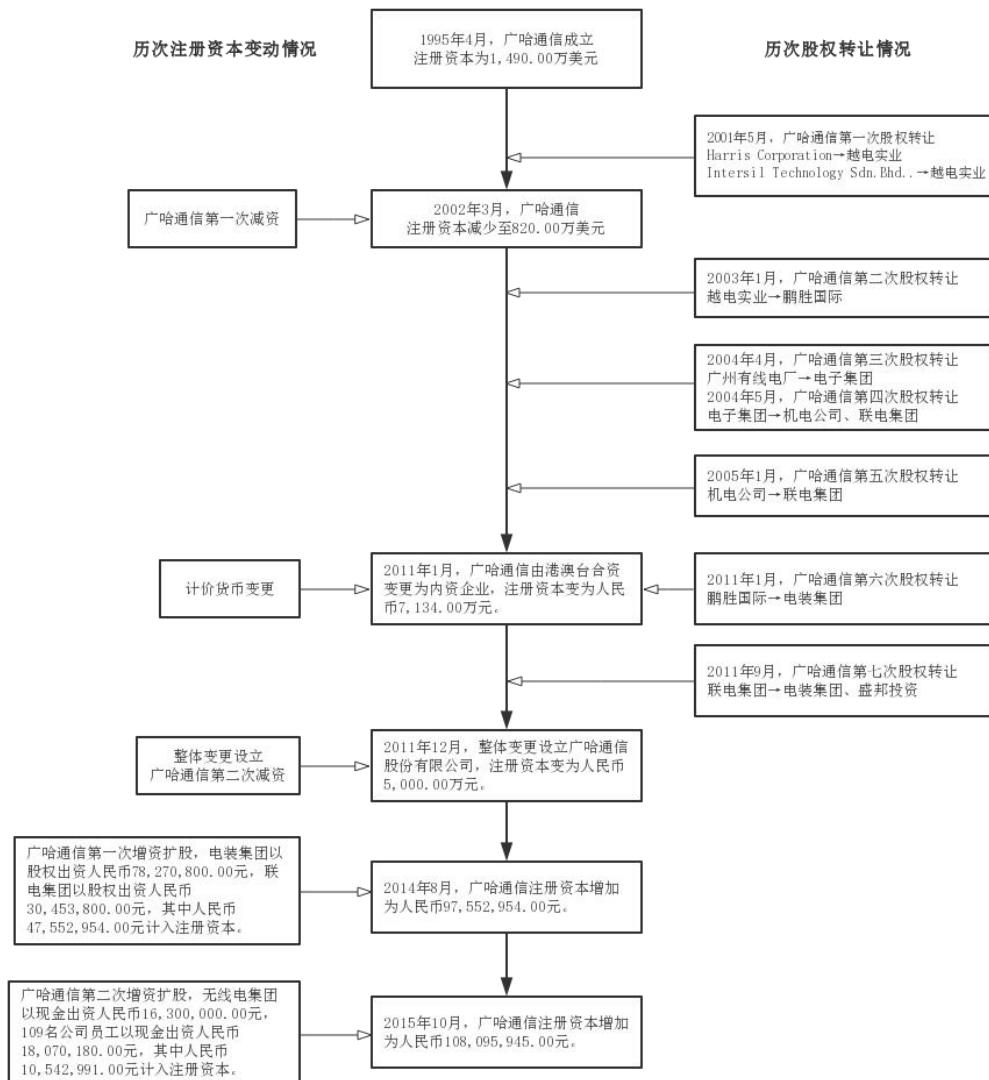 历次注册资本变动情况
历次股权转让情况
1995年4月，广哈通信成立
注册资本为1,490.00万美元
2001年5月，广哈通信第一次股权转让
Harris Corporation→越电实业
Intersil Technology Sdn.Bhd..→越电实业
广哈通信第一次减资
2002年3月，广哈通信
注册资本减少至820.00万美元
2003年1月，广哈通信第二次股权转让
越电实业→鹏胜国际
2004年4月，广哈通信第三次股权转让
广州有线电厂→电子集团
2004年5月，广哈通信第四次股权转让
电子集团→机电公司、联电集团
2005年1月，广哈通信第五次股权转让
机电公司→联电集团
计价货币变更
2011年1月，广哈通信由港澳台合资
变更为内资企业，注册资本变为人民
币7,134.00万元。
2011年1月，广哈通信第六次股权转让
鹏胜国际→电装集团
2011年9月，广哈通信第七次股权转让
联电集团→电装集团、盛邦投资
整体变更设立
广哈通信第二次减资
2011年12月，整体变更设立广哈通信
股份有限公司，注册资本变为人民币
5,000.00万元。
广哈通信第一次增资扩股，电装集团以
股权出资人民币78,270,800.00元，联
电集团以股权出资人民币
30,453,800.00元，其中人民币
47,552,954.00元计入注册资本。
2014年8月，广哈通信注册资本增加
为人民币97,552,954.00元。
广哈通信第二次增资扩股，无线电集团
以现金出资人民币16,300,000.00元，
109名公司员工以现金出资人民币
18,070,180.00元，其中人民币
10,542,991.00元计入注册资本。
2015年10月，广哈通信注册资本增加
为人民币108,095,945.00元。